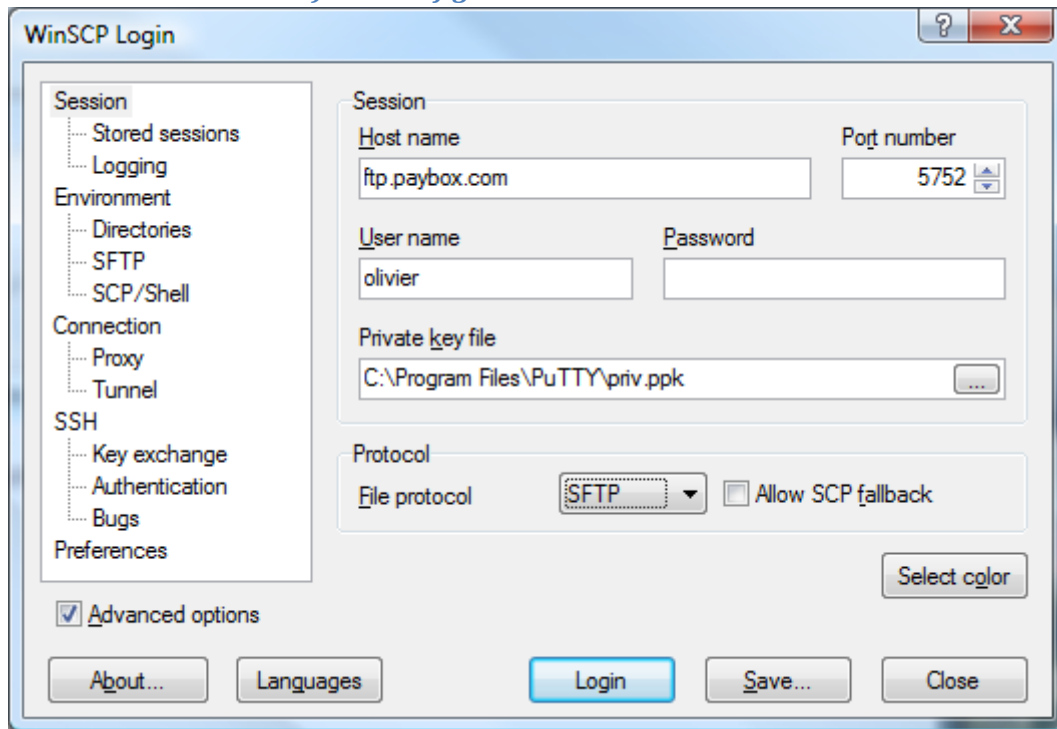 WinSCP Login
Session
Stored sessions
Logging
Environment
Directories
SFTP
SCP/Shell
Connection
Proxy
Tunnel
SSH
Key exchange
Authentication
Bugs
Preferences
Advanced options
Session
Host name
Port number
ftp.paybox.com
5752
User name
Password
olivier
Private key file
C:\Program Files\PuTTY\priv.ppk
...
Protocol
File protocol
SFTP
Allow SCP fallback
Select color
About...
Languages
Login
Save...
Close